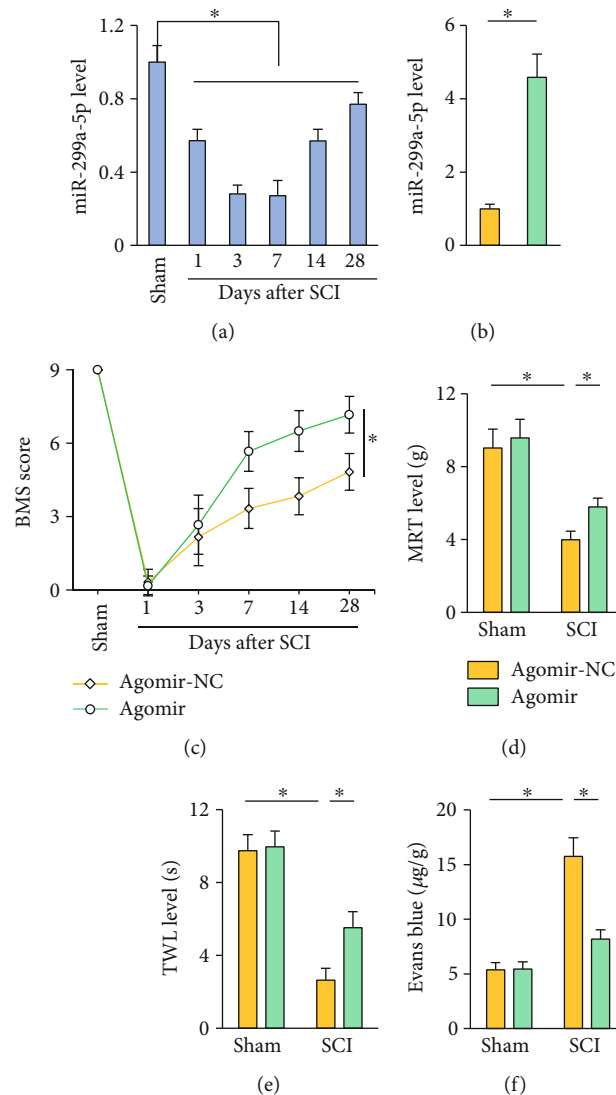 *
1.2
0.8
0.4
0
miR-299a-5p level
Sham
1 3 7 14 28
Days after SCI
(a)
*
6
4
2
0
miR-299a-5p level
(b)
9
6
3
0
BMS score
*
Sham
1 3 7 14 28
Days after SCI
Agomir-NC
Agomir
(c)
* *
12
8
4
0
MRT level (g)
Sham SCI
Agomir-NC
Agomir
(d)
* *
12
8
4
0
TWL level (s)
Sham SCI
(e)
* *
20
15
10
5
0
Evans blue (μg/g)
Sham SCI
(f)